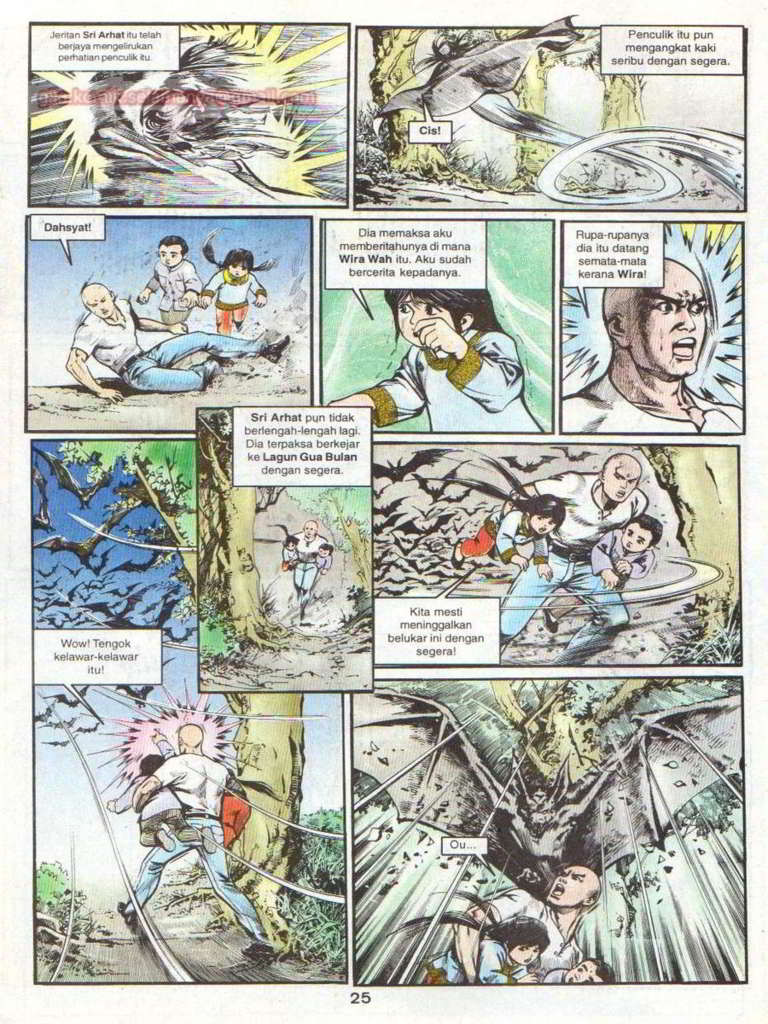 Jeritan Sri Arhat itu telah
berjaya mengelirukan
perhatian penculik itu.
Penculik itu pun
mengangkat kaki
seribu dengan segera.
Cis!
Dahsyat!
Dia memaksa aku
memberitahunya di mana
Wira Wah itu. Aku sudah
bercerita kepadanya.
Rupa-rupanya
dia itu datang
semata-mata
kerana Wira!
Sri Arhat pun tidak
berlengah-lengah lagi.
Dia terpaksa berkejar
ke Lagun Gua Bulan
dengan segera.
Wow! Tengok
kelawar-kelawar
itu!
Kita mesti
meninggalkan
belukar ini dengan
segera!
Ou...
25